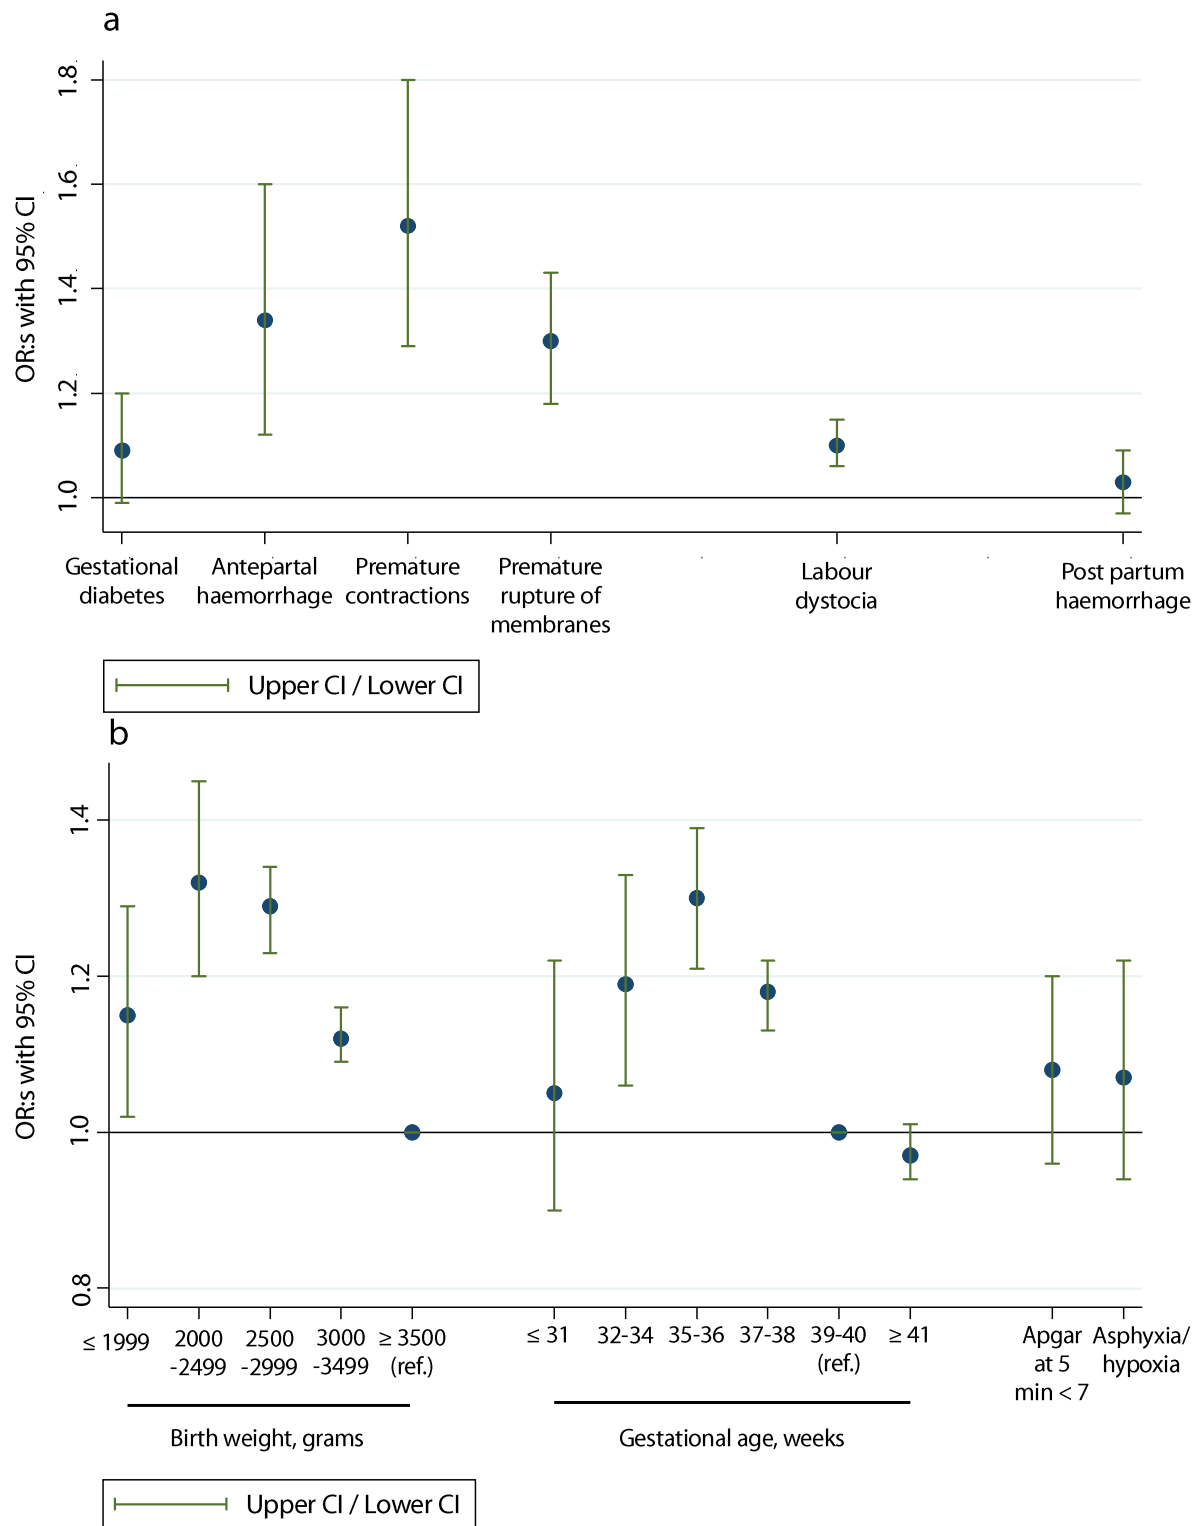 a
OR:s with 95% CI
1.8
1.6
1.4
1.2
1.0
Gestational
diabetes
Antepartal
haemorrhage
Premature
contractions
Premature
rupture of
membranes
Labour
dystocia
Post partum
haemorrhage
Upper CI / Lower CI
b
OR:s with 95% CI
1.4
1.2
1.0
0.8
≤ 1999
2000
-2499
2500
-2999
3000
-3499
≥ 3500
(ref.)
≤ 31
32-34
35-36
37-38
39-40
(ref.)
≥ 41
Apgar
at 5
min < 7
Asphyxia/
hypoxia
Birth weight, grams
Gestational age, weeks
Upper CI / Lower CI